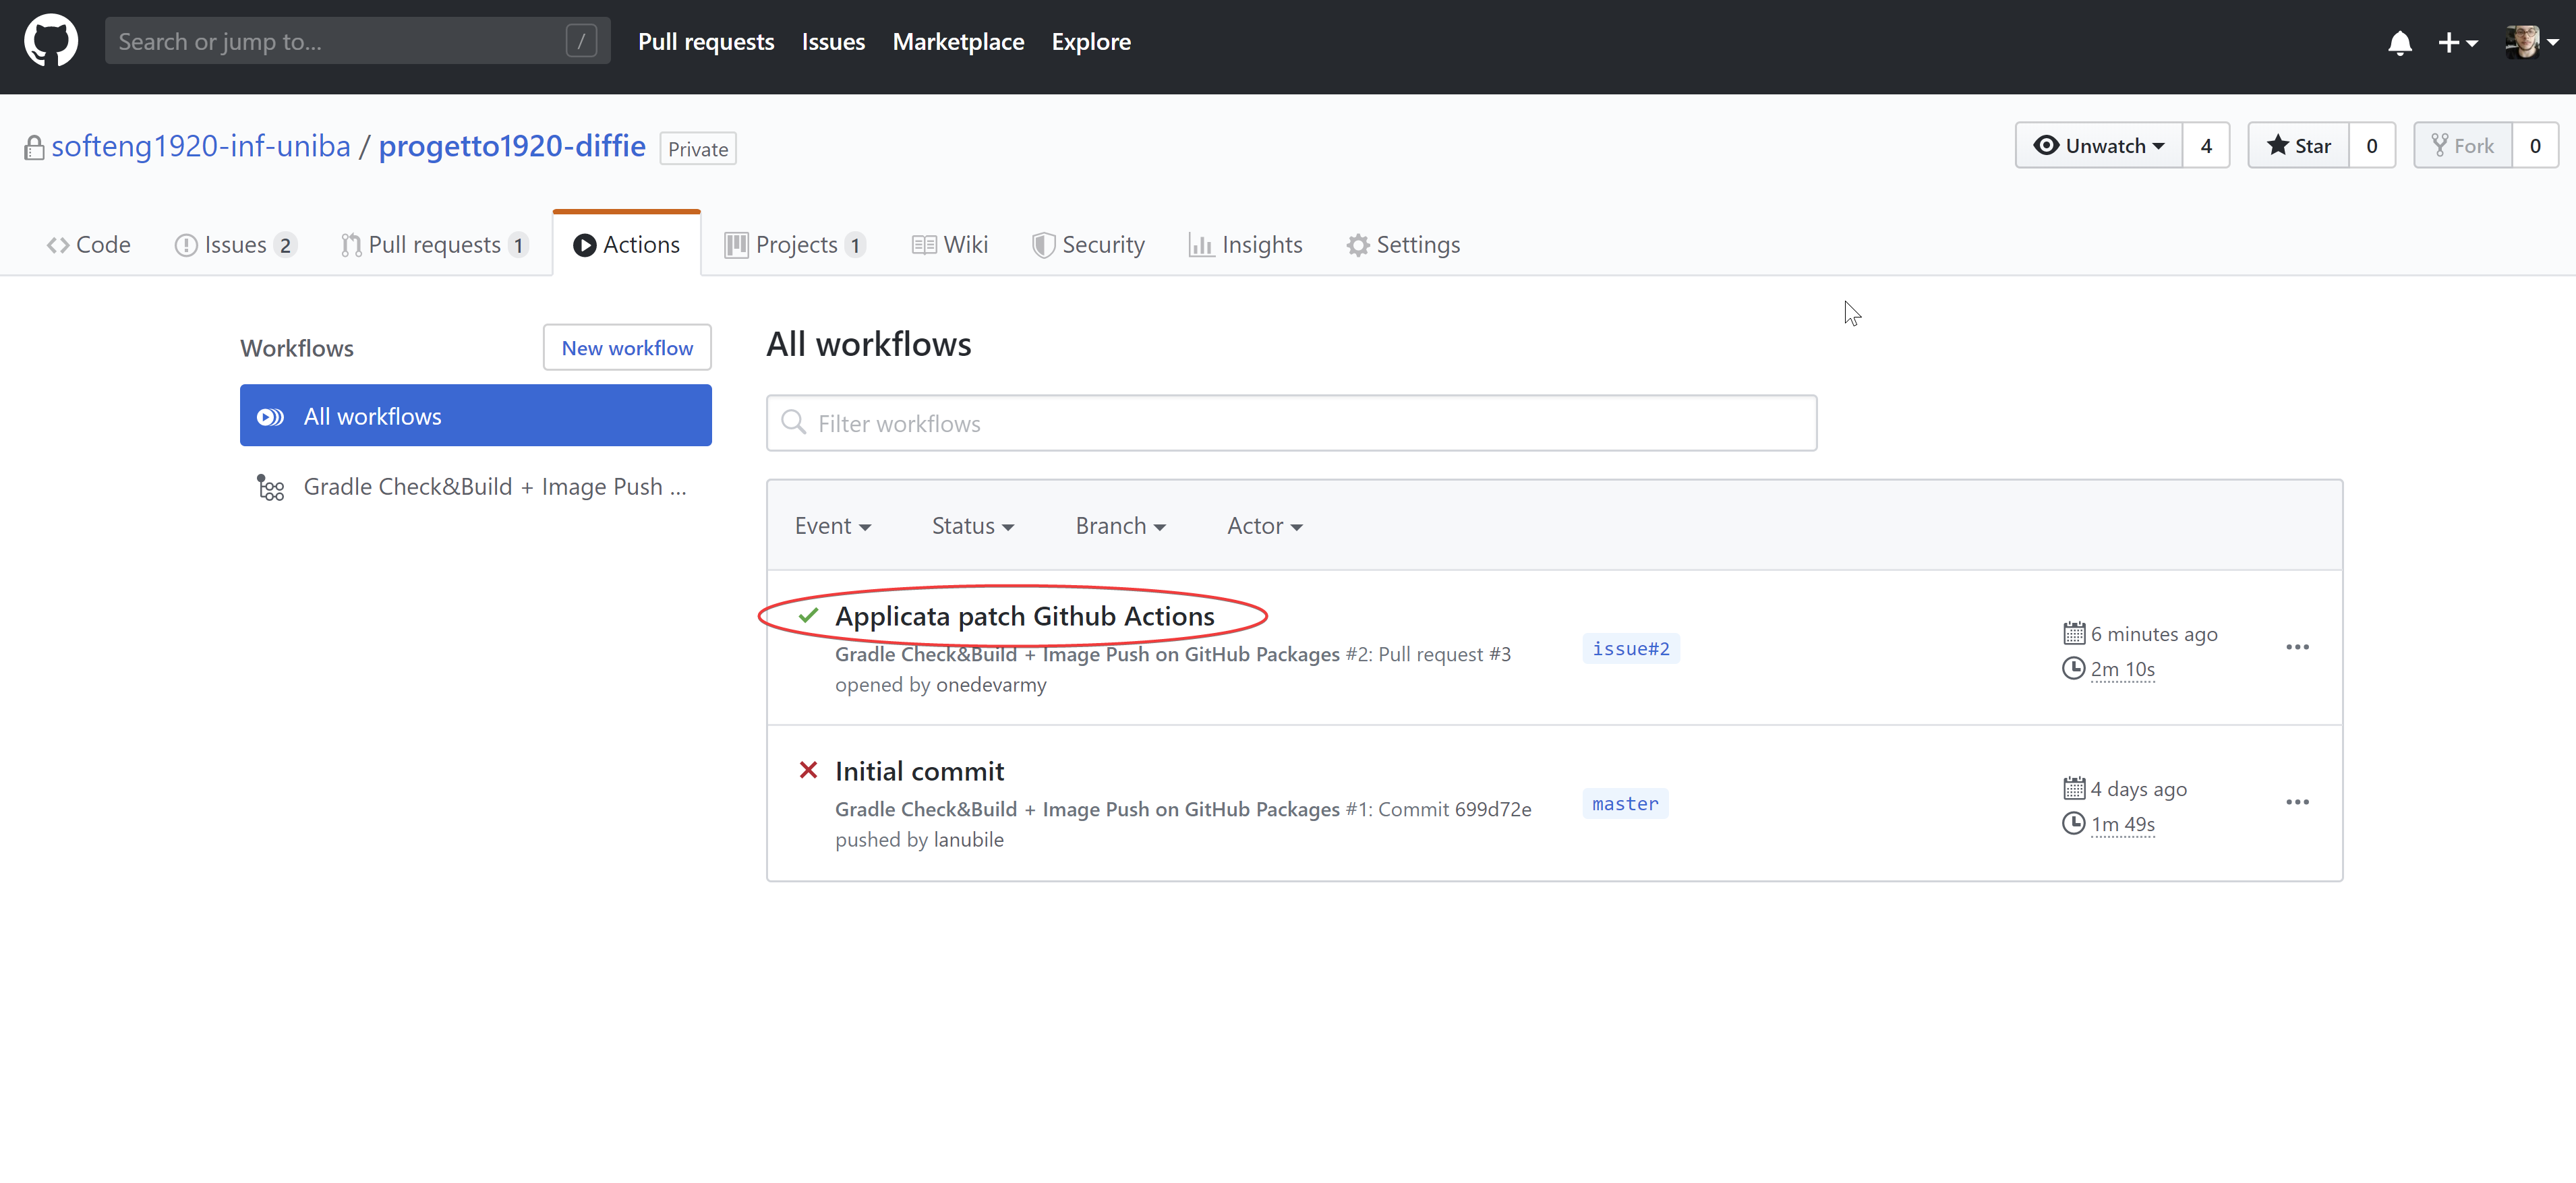 Search or jump to... / Pull requests Issues Marketplace Explore
softeng1920-inf-uniba / progetto1920-diffie Private Unwatch 4 Star 0 Fork 0
Code Issues 2 Pull requests 1 Actions Projects 1 Wiki Security Insights Settings
Workflows New workflow
All workflows
Gradle Check&Build + Image Push ...
All workflows
Filter workflows
Event Status Branch Actor
Applicata patch Github Actions
Gradle Check&Build + Image Push on GitHub Packages #2: Pull request #3
opened by onedevarmy
issue#2
6 minutes ago
2m 10s
Initial commit
Gradle Check&Build + Image Push on GitHub Packages #1: Commit 699d72e
pushed by lanubile
master
4 days ago
1m 49s